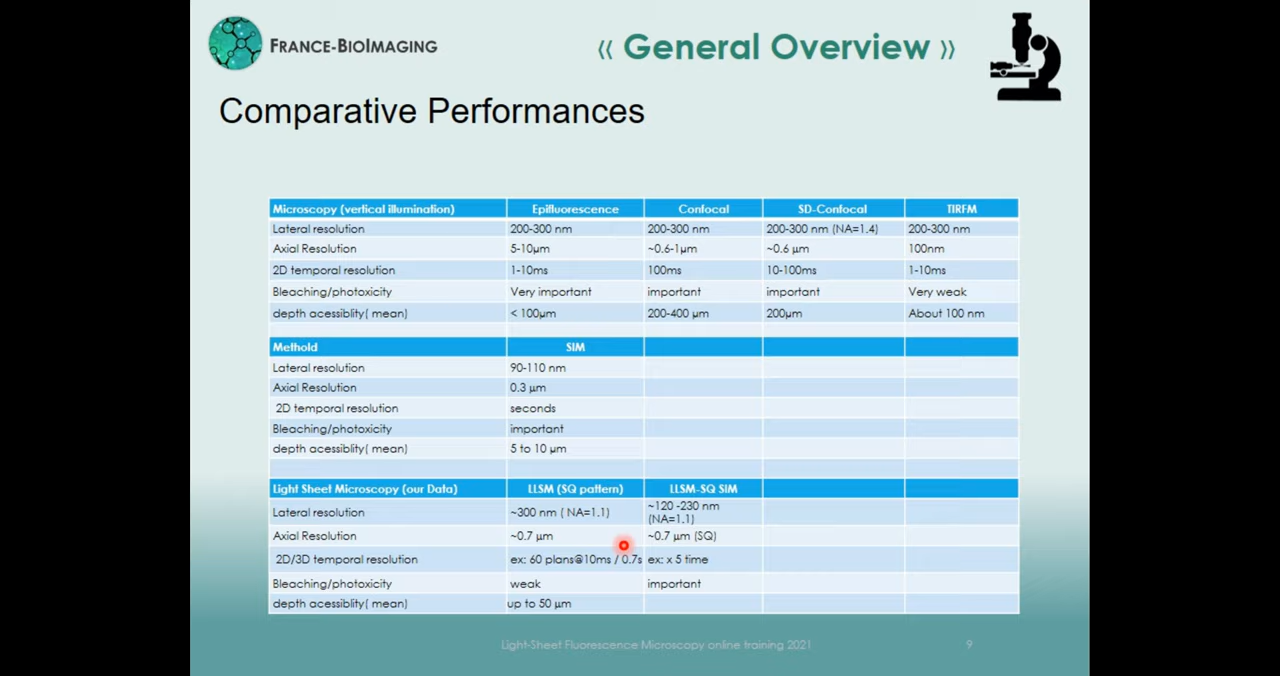 FRANCE-BIOIMAGING
« General Overview »
Comparative Performances
Microscopy (vertical illumination) Epifluorescence Confocal SD-Confocal TIRFM
Lateral resolution 200-300 nm 200-300 nm 200-300 nm (NA=1.4) 200-300 nm
Axial Resolution 5-10µm ~0.6-1µm ~0.6 µm 100nm
2D temporal resolution 1-10ms 100ms 10-100ms 1-10ms
Bleaching/photoxicity Very important important important Very weak
depth acessiblity( mean) < 100µm 200-400 µm 200µm About 100 nm
Methold SIM
Lateral resolution 90-110 nm
Axial Resolution 0.3 µm
2D temporal resolution seconds
Bleaching/photoxicity important
depth acessiblity( mean) 5 to 10 µm
Light Sheet Microscopy (our Data) LLSM (SQ pattern) LLSM-SQ SIM
Lateral resolution ~300 nm ( NA=1.1) ~120 -230 nm
(NA=1.1)
Axial Resolution ~0.7 µm ~0.7 µm (SQ)
2D/3D temporal resolution ex: 60 plans@10ms / 0.7s ex: x 5 time
Bleaching/photoxicity weak important
depth acessiblity( mean) up to 50 µm
Light-Sheet Fluorescence Microscopy online training 2021 9